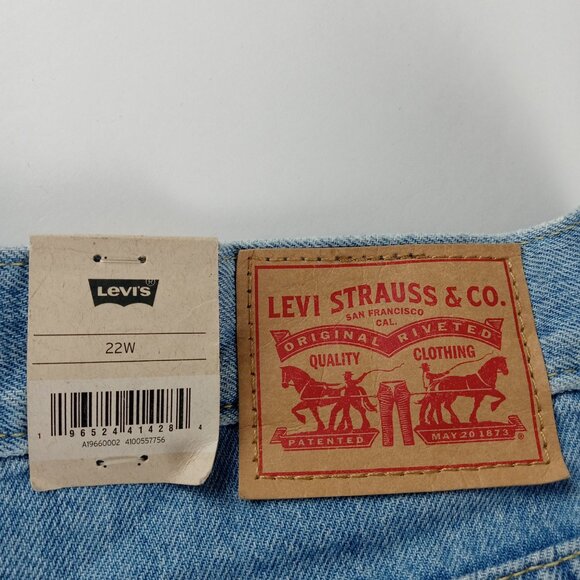 LEVI'S®
22W
1 96524 41428 4
A19660002 4100557756
LEVI STRAUSS & CO.
SAN FRANCISCO
CAL.
ORIGINAL RIVETED
QUALITY CLOTHING
PATENTED MAY 20 1873 ®